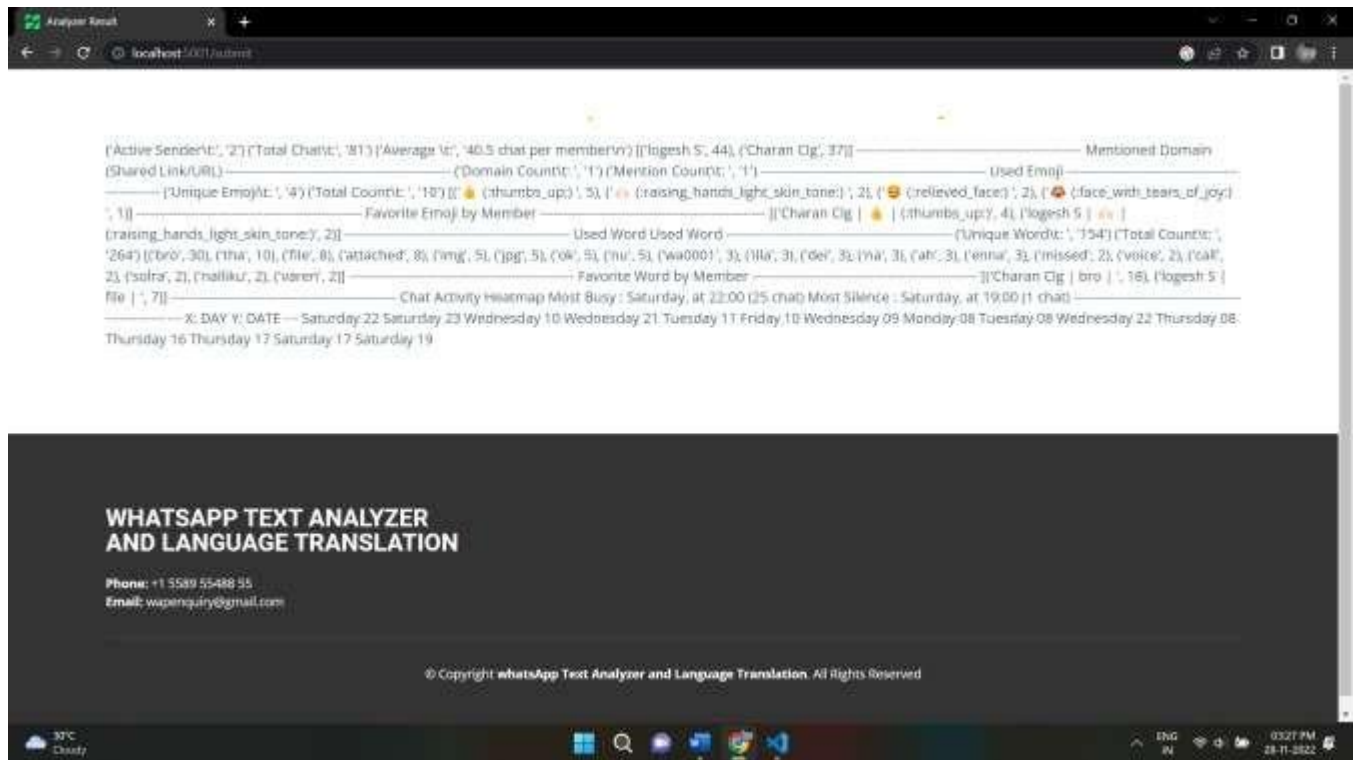 Analyzer Result
localhost:5001/submit
('Active Sender\t:', '2') ('Total Chat\t:', '81') ('Average \t:', '40.5 chat per member\n') [('logesh S', 44), ('Charan Clg', 37)] ---------- Mentioned Domain
(Shared Link/URL) ---------- ('Domain Count\t: ', '1') ('Mention Count\t: ', '1') ---------- Used Emoji ----------
---------- ('Unique Emoji\t: ', '4') ('Total Count\t: ', '10') [('👍 (:thumbs_up:) ', 5), ('🙌🏻 (:raising_hands_light_skin_tone:) ', 2), ('😌 (:relieved_face:) ', 2), ('😂 (:face_with_tears_of_joy:)
', 1)] ---------- Favorite Emoji by Member ---------- [('Charan Clg | 👍 | (:thumbs_up:)', 4), ('logesh S | 🙌🏻 |
(:raising_hands_light_skin_tone:)', 2)] ---------- Used Word Used Word ---------- ('Unique Word\t: ', '154') ('Total Count\t: ',
'264') [('bro', 30), ('tha', 10), ('file', 8), ('attached', 8), ('img', 5), ('jpg', 5), ('ok', 5), ('nu', 5), ('wa0001', 3), ('illa', 3), ('dei', 3), ('na', 3), ('ah', 3), ('enna', 3), ('missed', 2), ('voice', 2), ('call',
2), ('solra', 2), ('nalliku', 2), ('varen', 2)] ---------- Favorite Word by Member ---------- [('Charan Clg | bro | ', 16), ('logesh S |
file | ', 7)] ---------- Chat Activity Heatmap Most Busy : Saturday, at 22:00 (25 chat) Most Silence : Saturday, at 19:00 (1 chat) ----------
---------- X: DAY Y: DATE --- Saturday 22 Saturday 23 Wednesday 10 Wednesday 21 Tuesday 11 Friday 10 Wednesday 09 Monday 08 Tuesday 08 Wednesday 22 Thursday 08
Thursday 16 Thursday 17 Saturday 17 Saturday 19
WHATSAPP TEXT ANALYZER
AND LANGUAGE TRANSLATION
Phone: +1 5589 55488 55
Email: wapenquiry@gmail.com
© Copyright whatsApp Text Analyzer and Language Translation. All Rights Reserved
30°C
Cloudy
ENG
IN
03:27 PM
28-11-2022